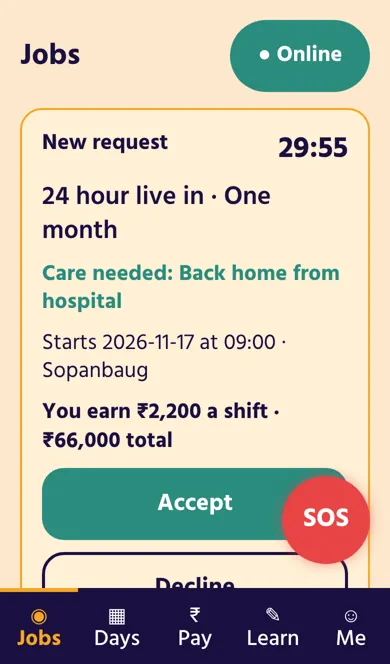 Jobs
● Online
New request
29:55
24 hour live in · One
month
Care needed: Back home from
hospital
Starts 2026-11-17 at 09:00 ·
Sopanbaug
You earn ₹2,200 a shift ·
₹66,000 total
Accept
SOS
Decline
₹
Jobs
Days
Pay
Learn
Me